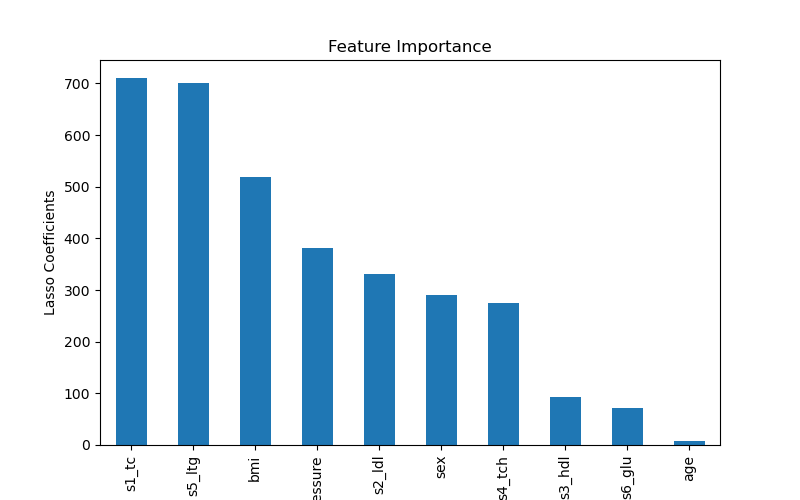 Feature Importance
Lasso Coefficients
700
600
500
400
300
200
100
0
s1_tc
s5_ltg
bmi
essure
s2_ldl
sex
s4_tch
s3_hdl
s6_glu
age